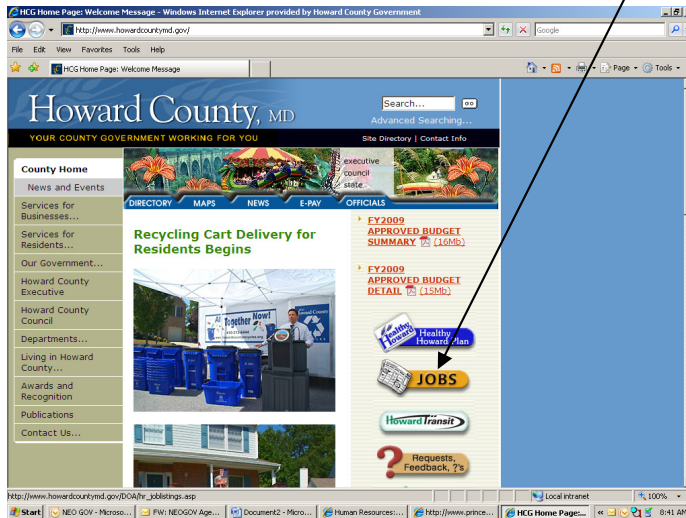 HCG Home Page: Welcome Message - Windows Internet Explorer provided by Howard County Government
http://www.howardcountymd.gov/
Google
File Edit View Favorites Tools Help
HCG Home Page: Welcome Message
Page Tools
Howard County, MD
Search...
GO
Advanced Searching...
YOUR COUNTY GOVERNMENT WORKING FOR YOU
Site Directory | Contact Info
executive
council
state
DIRECTORY MAPS NEWS E-PAY OFFICIALS
County Home
News and Events
Services for
Businesses...
Services for
Residents...
Our Government...
Howard County
Executive
Howard County
Council
Departments...
Living in Howard
County...
Awards and
Recognition
Publications
Contact Us...
Recycling Cart Delivery for
Residents Begins
All Together Now!
FY2009
APPROVED BUDGET
SUMMARY (16Mb)
FY2009
APPROVED BUDGET
DETAIL (15Mb)
Healthy
Howard
Healthy
Howard Plan
JOBS
Howard Transit
Requests,
Feedback, ?'s
http://www.howardcountymd.gov/DOA/hr_joblistings.asp
Local intranet
100%
Start
NEO GOV - Microso...
FW: NEOGOV Age...
Document2 - Micro...
Human Resources:...
http://www.prince...
HCG Home Page:...
8:41 AM